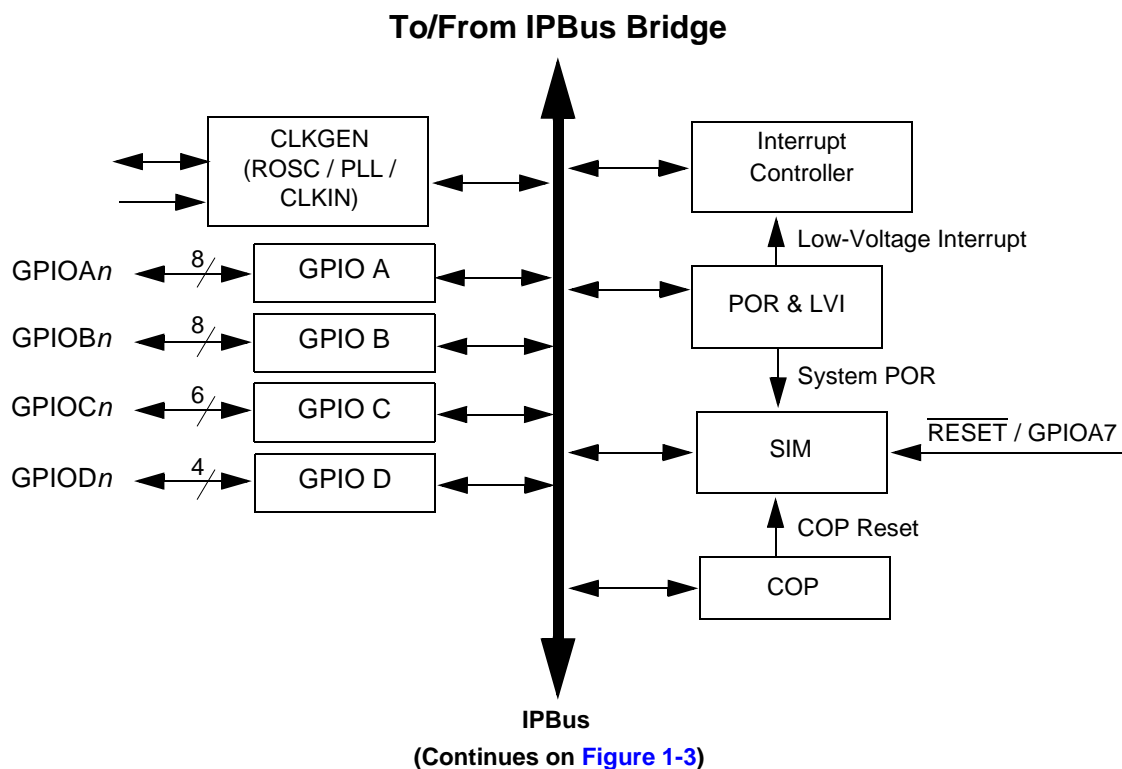 To/From IPBus Bridge
CLKGEN
(ROSC / PLL /
CLKIN)
GPIOAn
8
GPIO A
GPIOBn
8
GPIO B
GPIOCn
6
GPIO C
GPIODn
4
GPIO D
Interrupt
Controller
Low-Voltage Interrupt
POR & LVI
System POR
SIM
RESET / GPIOA7
COP Reset
COP
IPBus
(Continues on Figure 1-3)